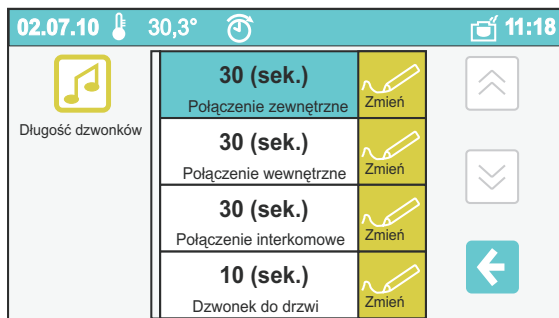 02.07.10 30,3° 11:18
Długość dzwonków
30 (sek.)
Połączenie zewnętrzne
Zmień
30 (sek.)
Połączenie wewnętrzne
Zmień
30 (sek.)
Połączenie interkomowe
Zmień
10 (sek.)
Dzwonek do drzwi
Zmień